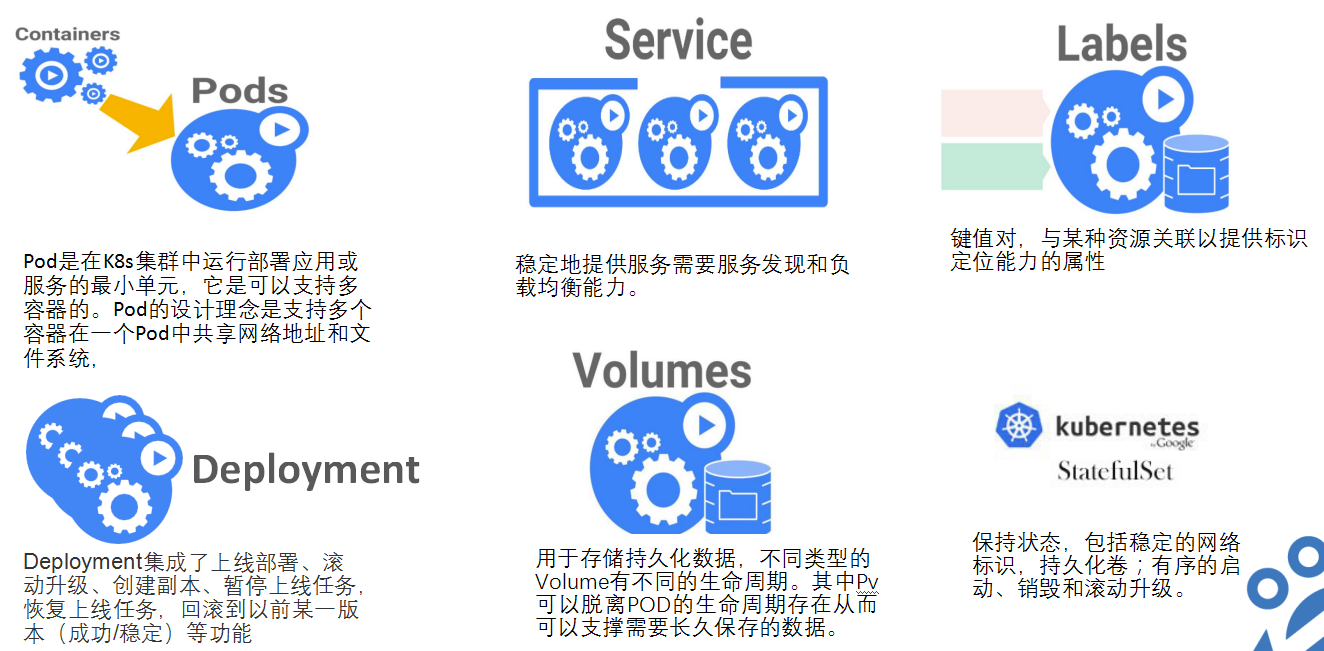 Containers
Pods
Pod是在K8s集群中运行部署应用或
服务的最小单元，它是可以支持多
容器的。Pod的设计理念是支持多个
容器在一个Pod中共享网络地址和文
件系统，
Service
稳定地提供服务需要服务发现和负
载均衡能力。
Labels
键值对，与某种资源关联以提供标识
定位能力的属性
Deployment
Deployment集成了上线部署、滚
动升级、创建副本、暂停上线任务,
恢复上线任务，回滚到以前某一版
本（成功/稳定）等功能
Volumes
用于存储持久化数据，不同类型的
Volume有不同的生命周期。其中Pv
可以脱离POD的生命周期存在从而
可以支撑需要长久保存的数据。
kubernetes
by Google
StatefulSet
保持状态，包括稳定的网络
标识，持久化卷；有序的启
动、销毁和滚动升级。